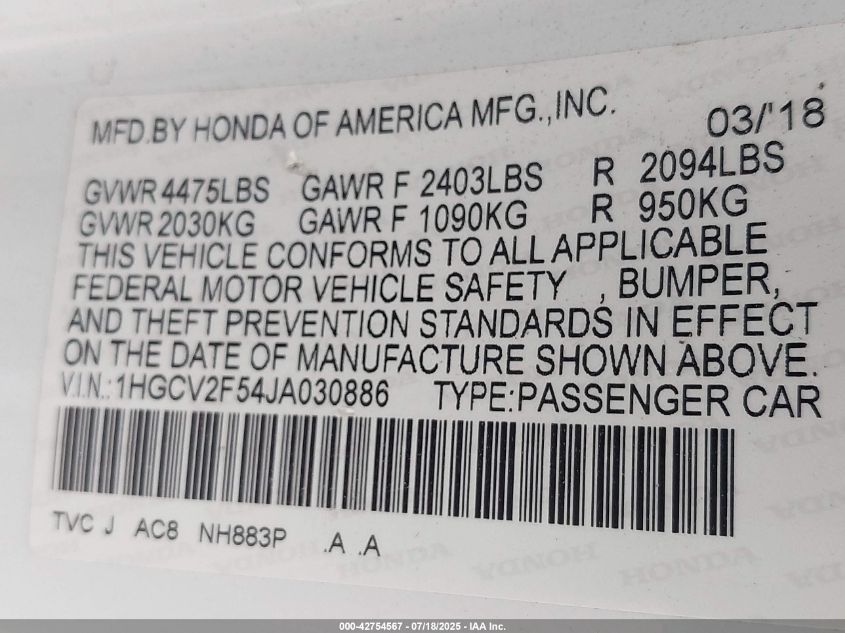 MFD.BY HONDA OF AMERICA MFG.,INC. 03/'18
GVWR 4475LBS GAWR F 2403LBS R 2094LBS
GVWR 2030KG GAWR F 1090KG R 950KG
THIS VEHICLE CONFORMS TO ALL APPLICABLE
FEDERAL MOTOR VEHICLE SAFETY , BUMPER,
AND THEFT PREVENTION STANDARDS IN EFFECT
ON THE DATE OF MANUFACTURE SHOWN ABOVE.
V.I.N.:1HGCV2F54JA030886 TYPE:PASSENGER CAR
TVC J AC8 NH883P .A .A
HONDA HONDA HONDA
000-42754567 - 07/18/2025 - IAA Inc.